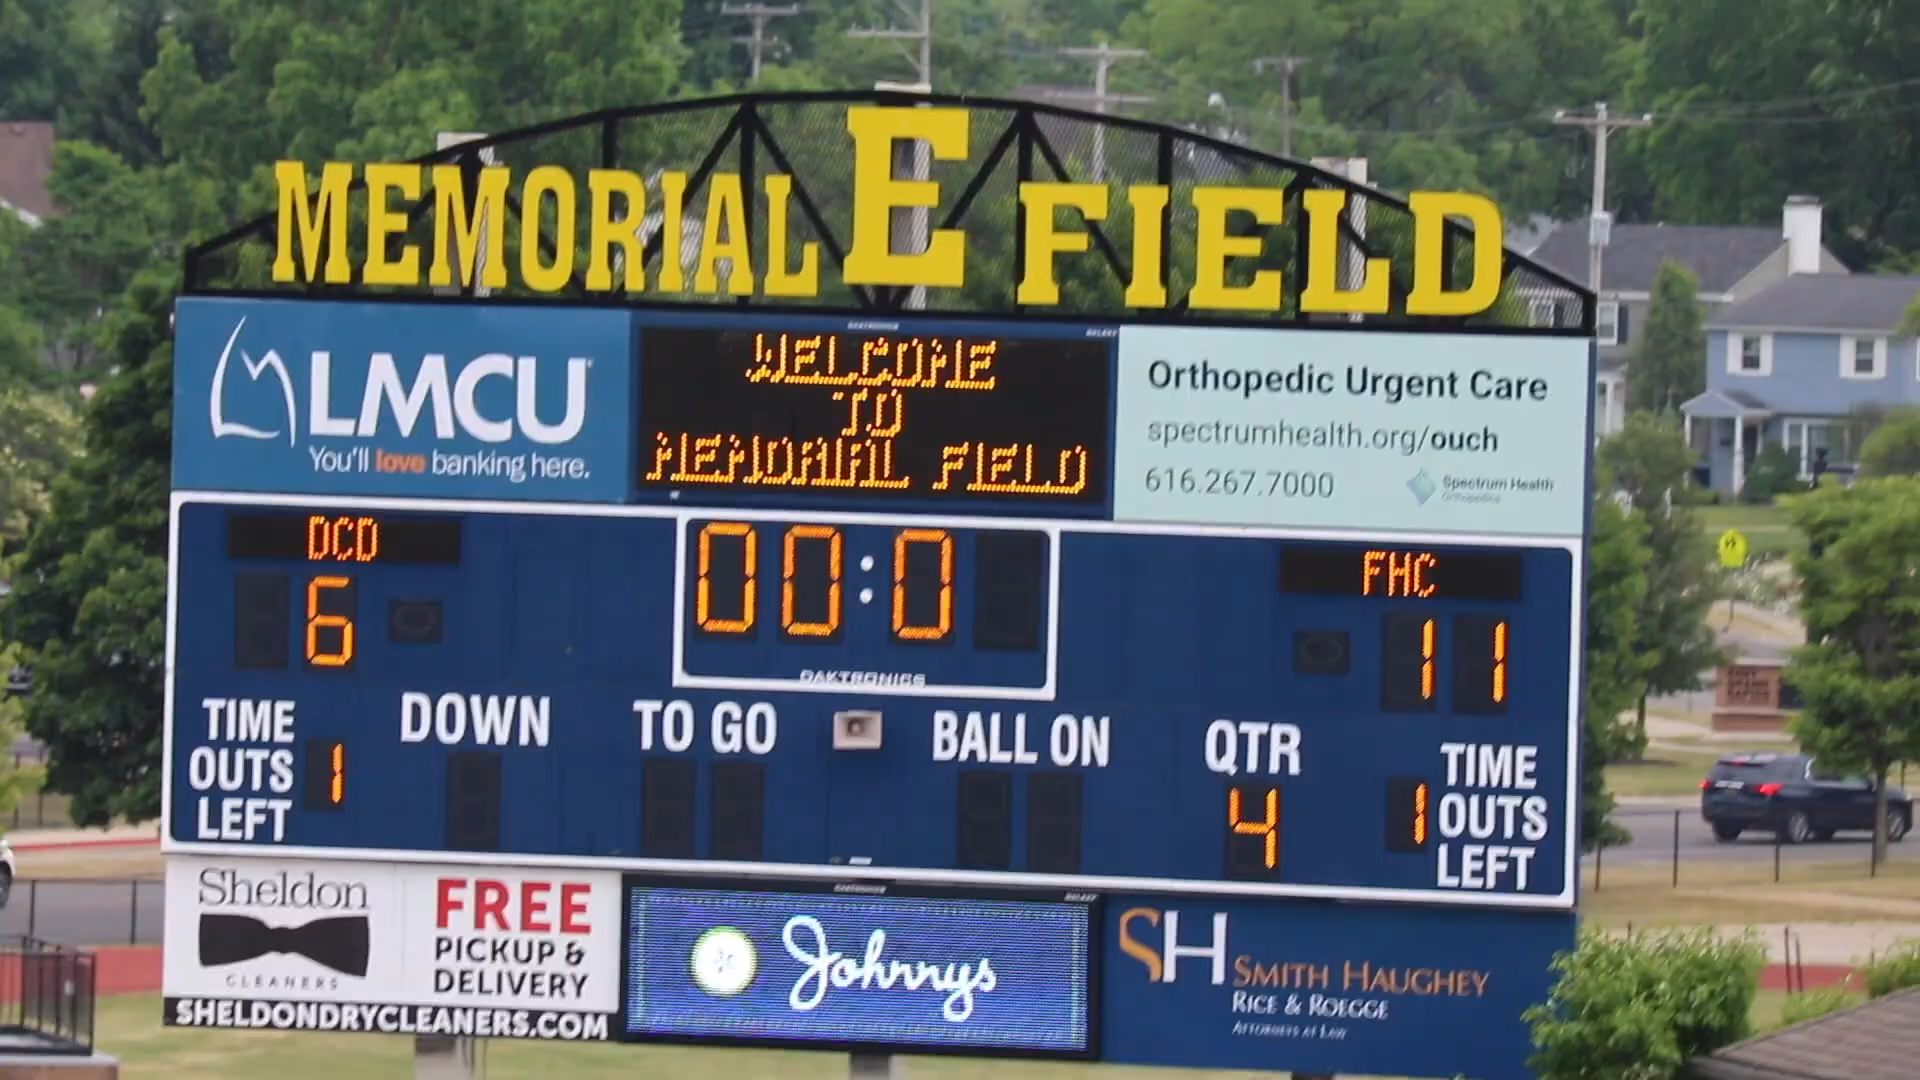 MEMORIAL E FIELD
LMCU
You'll love banking here.
WELCOME
TO
MEMORIAL FIELD
Orthopedic Urgent Care
spectrumhealth.org/ouch
616.267.7000
Spectrum Health
Orthopedics
DCD
00:0
FHC
6
11
DAKTRONICS
TIME
OUTS
LEFT
1
DOWN
TO GO
BALL ON
QTR
4
1
TIME
OUTS
LEFT
Sheldon
CLEANERS
FREE
PICKUP &
DELIVERY
SHELDONDRYCLEANERS.COM
Johnnys
SH
SMITH HAUGHEY
RICE & ROEGGE
ATTORNEYS AT LAW